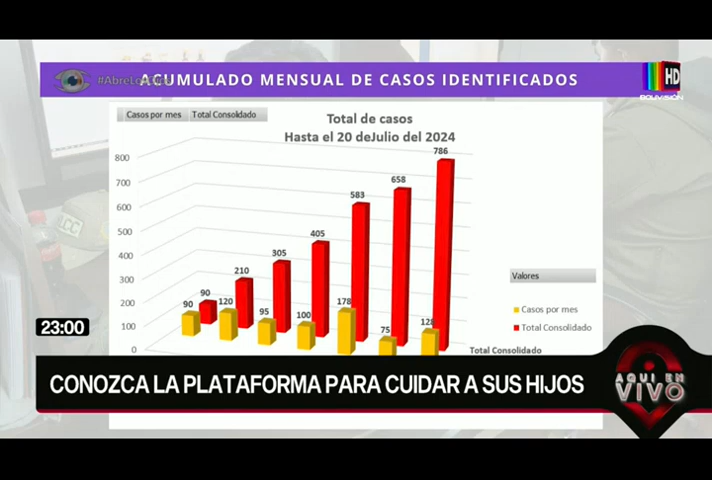 #AbreLo
ACUMULADO MENSUAL DE CASOS IDENTIFICADOS
HD
BOLIVISIÓN
Casos por mes Total Consolidado
Total de casos
Hasta el 20 deJulio del 2024
800
700
600
500
400
300
200
100
0
90 90 120 210 95 305 100 405 178 583 75 658 128 786
Valores
Casos por mes
Total Consolidado
Total Consolidado
23:00
CONOZCA LA PLATAFORMA PARA CUIDAR A SUS HIJOS
AQUI EN
VIVO